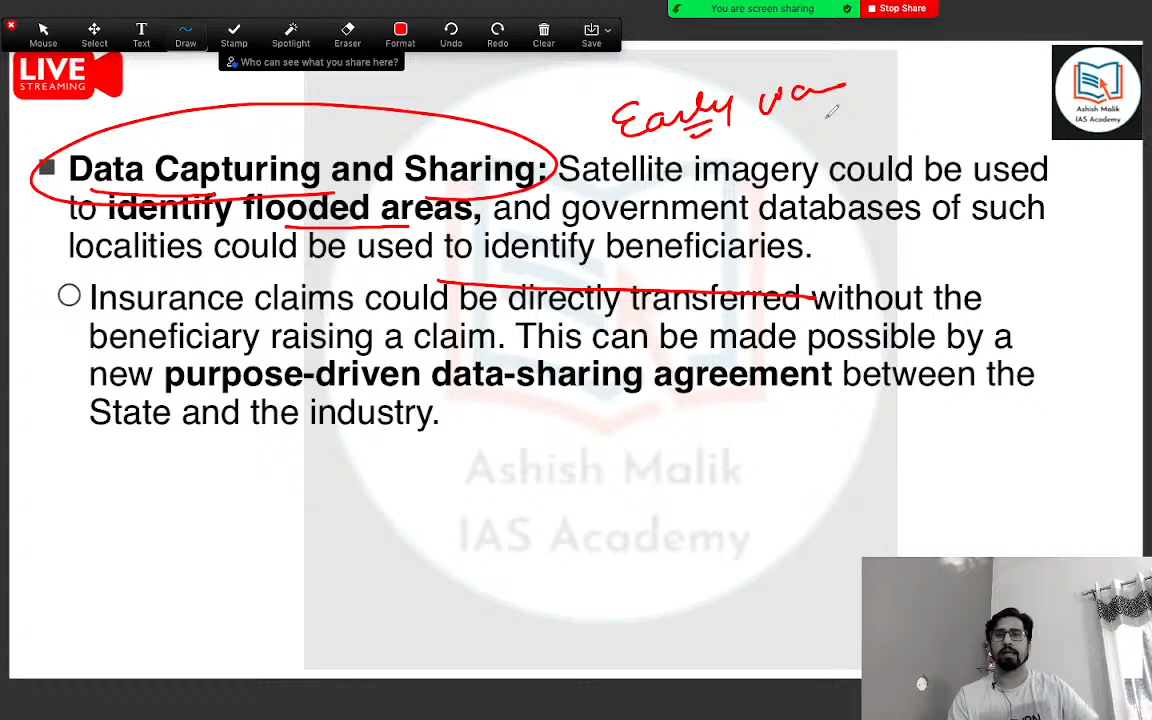 You are screen sharing
Stop Share
Mouse
Select
Text
Draw
Stamp
Spotlight
Eraser
Format
Undo
Redo
Clear
Save
Who can see what you share here?
LIVE
STREAMING
Ashish Malik
IAS Academy
Early
Data Capturing and Sharing: Satellite imagery could be used
to identify flooded areas, and government databases of such
localities could be used to identify beneficiaries.
Insurance claims could be directly transferred without the
beneficiary raising a claim. This can be made possible by a
new purpose-driven data-sharing agreement between the
State and the industry.
Ashish Malik
IAS Academy